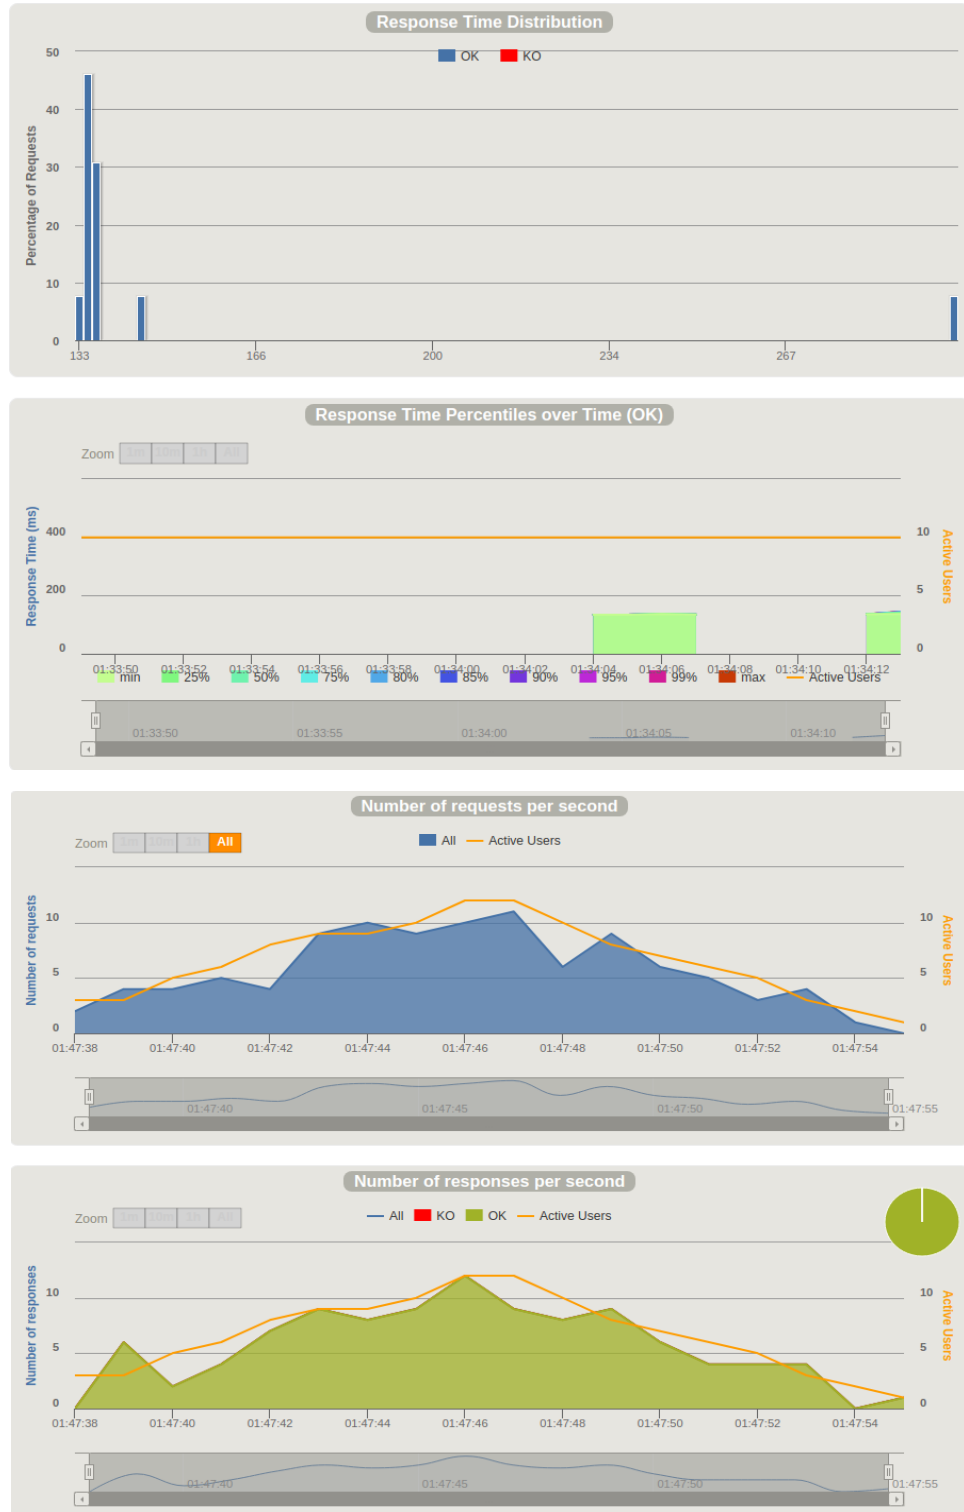 Response Time Distribution
OK KO
50
40
30
20
10
0
Percentage of Requests
133 166 200 234 267
Response Time Percentiles over Time (OK)
Zoom 1m 10m 1h All
Response Time (ms)
400
200
0
10
5
0
Active Users
01:33:50 01:33:52 01:33:54 01:33:56 01:33:58 01:34:00 01:34:02 01:34:04 01:34:06 01:34:08 01:34:10 01:34:12
min 25% 50% 75% 80% 85% 90% 95% 99% max Active Users
01:33:50 01:33:55 01:34:00 01:34:05 01:34:10
Number of requests per second
Zoom 1m 10m 1h All
All Active Users
Number of requests
10
5
0
10
5
0
Active Users
01:47:38 01:47:40 01:47:42 01:47:44 01:47:46 01:47:48 01:47:50 01:47:52 01:47:54
01:47:40 01:47:45 01:47:50 01:47:55
Number of responses per second
Zoom 1m 10m 1h All
All KO OK Active Users
Number of responses
10
5
0
10
5
0
Active Users
01:47:38 01:47:40 01:47:42 01:47:44 01:47:46 01:47:48 01:47:50 01:47:52 01:47:54
01:47:40 01:47:45 01:47:50 01:47:55